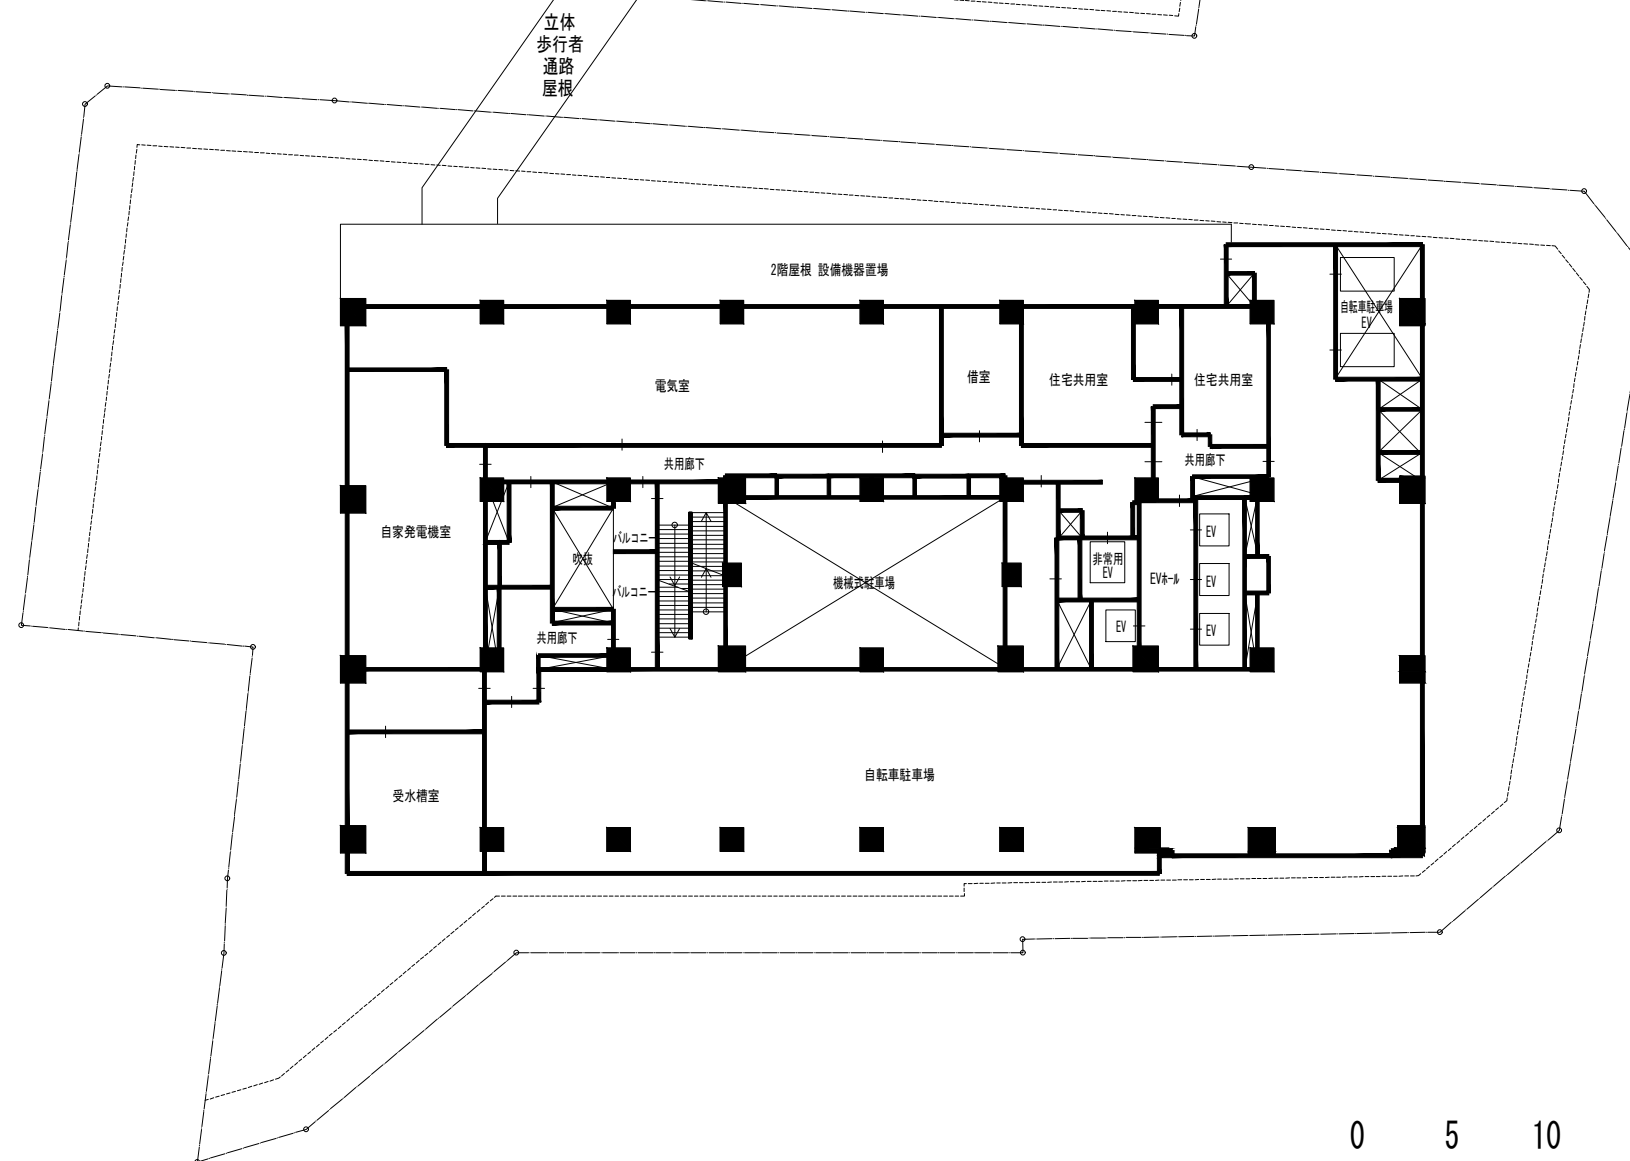 立体
歩行者
通路
屋根
2階屋根 設備機器置場
自転車駐車場
EV
電気室
借室
住宅共用室
住宅共用室
共用廊下
共用廊下
自家発電機室
吹抜
バルコニー
バルコニー
機械式駐車場
非常用
EV
EVホール
EV
EV
EV
EV
共用廊下
自転車駐車場
受水槽室
0 5 10